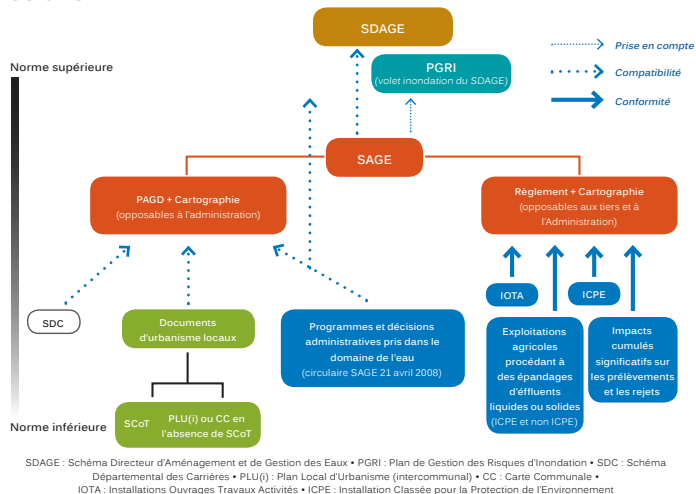 SDAGE
PGRI
(volet inondation du SDAGE)
Prise en compte
Compatibilité
Conformité
Norme supérieure
SAGE
PAGD + Cartographie
(opposables à l'administration)
Règlement + Cartographie
(opposables aux tiers et à
l'Administration)
SDC
Documents
d'urbanisme locaux
Programmes et décisions
administratives pris dans le
domaine de l'eau
(circulaire SAGE 21 avril 2008)
IOTA
ICPE
Exploitations
agricoles
procédant à
des épandages
d'éffluents
liquides ou solides
(ICPE et non ICPE)
Impacts
cumulés
significatifs sur
les prélèvements
et les rejets
SCoT
PLU(i) ou CC en
l'absence de SCoT
Norme inférieure
SDAGE : Schéma Directeur d'Aménagement et de Gestion des Eaux • PGRI : Plan de Gestion des Risques d'Inondation • SDC : Schéma
Départemental des Carrières • PLU(i) : Plan Local d'Urbanisme (intercommunal) • CC : Carte Communale •
IOTA : Installations Ouvrages Travaux Activités • ICPE : Installation Classée pour la Protection de l'Environnement